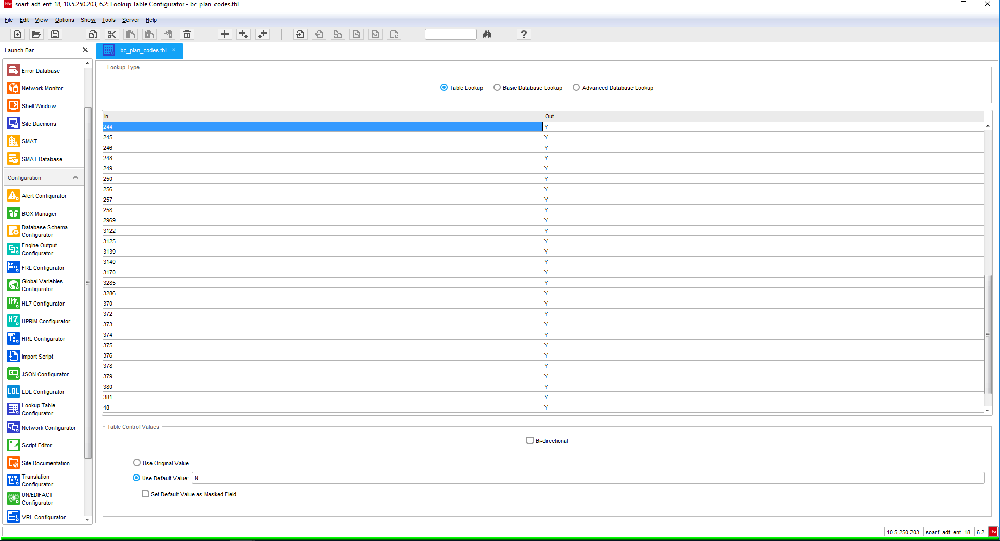 infor soarf_adt_ent_18, 10.5.250.203, 6.2: Lookup Table Configurator - bc_plan_codes.tbl
File Edit View Options Show Tools Server Help
?
Launch Bar
bc_plan_codes.tbl
Error Database
Network Monitor
Shell Window
Site Daemons
SMAT
SMAT Database
Configuration
Alert Configurator
BOX Manager
Database Schema
Configurator
Engine Output
Configurator
FRL Configurator
Global Variables
Configurator
HL7 Configurator
HPRIM Configurator
HRL Configurator
Import Script
JSON Configurator
LDL Configurator
Lookup Table
Configurator
Network Configurator
Script Editor
Site Documentation
Translation
Configurator
UN/EDIFACT
Configurator
VRL Configurator
Lookup Type
Table Lookup Basic Database Lookup Advanced Database Lookup
In Out
244 Y
245 Y
246 Y
248 Y
249 Y
250 Y
256 Y
257 Y
258 Y
2969 Y
3122 Y
3125 Y
3139 Y
3140 Y
3170 Y
3285 Y
3286 Y
370 Y
372 Y
373 Y
374 Y
375 Y
376 Y
378 Y
379 Y
380 Y
381 Y
48 Y
Table Control Values
Bi-directional
Use Original Value
Use Default Value: N
Set Default Value as Masked Field
10.5.250.203 soarf_adt_ent_18 6.2 infor